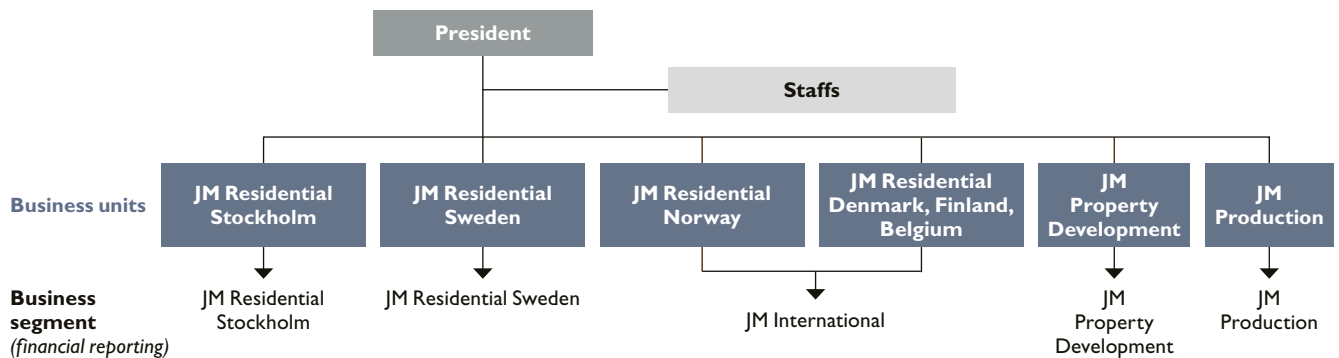 President
Staffs
Business units
JM Residential
Stockholm
JM Residential
Sweden
JM Residential
Norway
JM Residential
Denmark, Finland,
Belgium
JM
Property
Development
JM
Production
Business
segment
(financial reporting)
JM Residential
Stockholm
JM Residential Sweden
JM International
JM
Property
Development
JM
Production